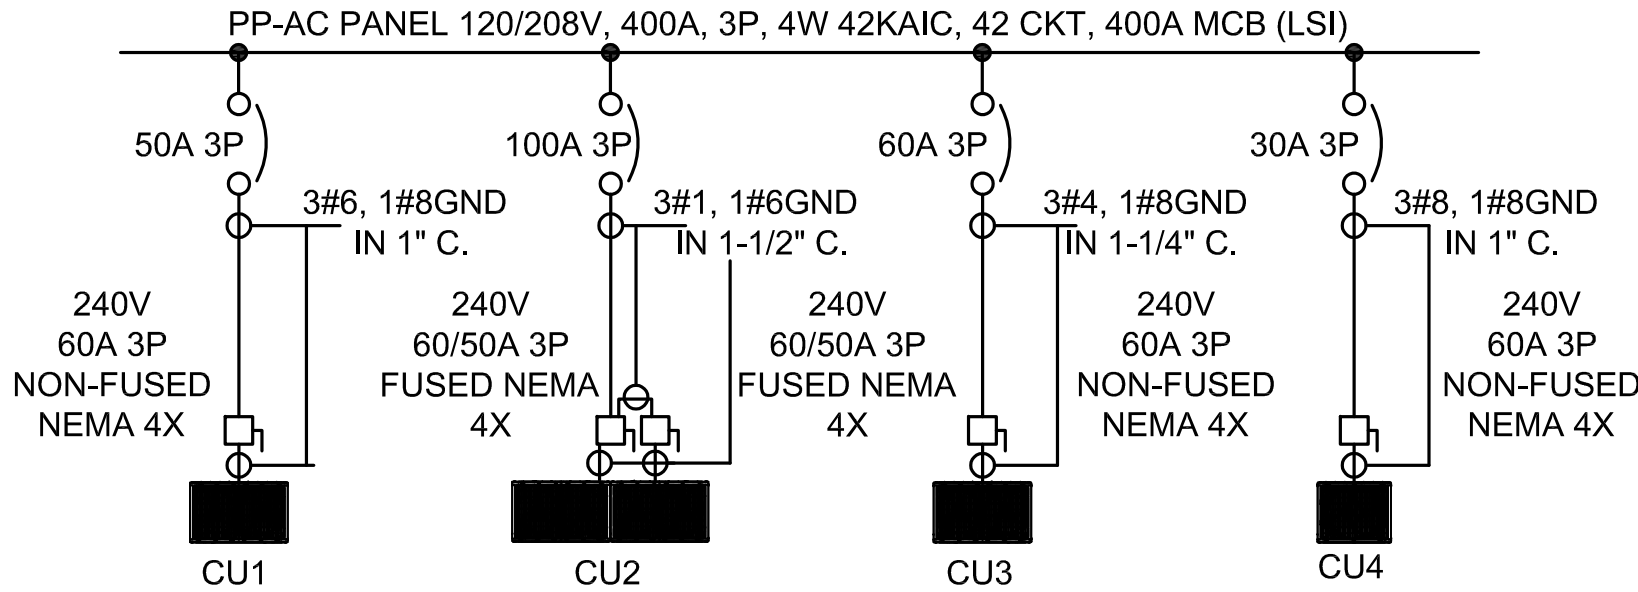 PP-AC PANEL 120/208V, 400A, 3P, 4W 42KAIC, 42 CKT, 400A MCB (LSI)
50A 3P
100A 3P
60A 3P
30A 3P
3#6, 1#8GND
IN 1" C.
3#1, 1#6GND
IN 1-1/2" C.
3#4, 1#8GND
IN 1-1/4" C.
3#8, 1#8GND
IN 1" C.
240V
60A 3P
NON-FUSED
NEMA 4X
240V
60/50A 3P
FUSED NEMA
4X
240V
60/50A 3P
FUSED NEMA
4X
240V
60A 3P
NON-FUSED
NEMA 4X
240V
60A 3P
NON-FUSED
NEMA 4X
CU1
CU2
CU3
CU4